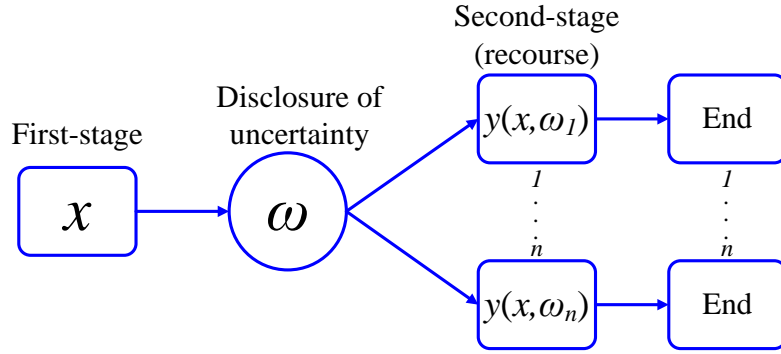 Second-stage
(recourse)
Disclosure of
uncertainty
First-stage
x
ω
y(x,ω1)
End
1
.
.
.
n
1
.
.
.
n
y(x,ωn)
End